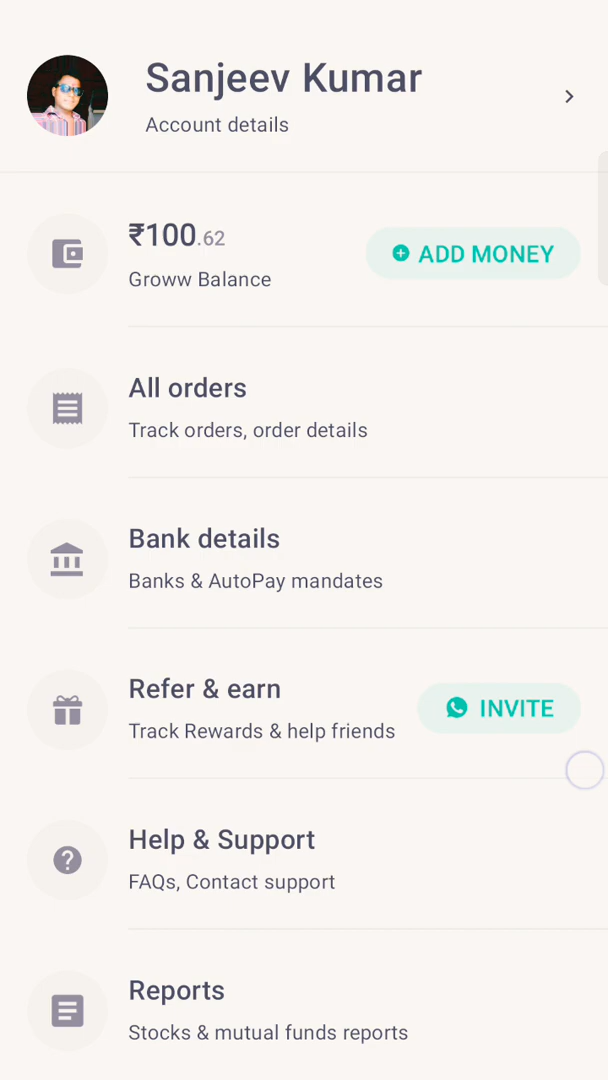 Sanjeev Kumar
Account details
₹100.62
Groww Balance
ADD MONEY
All orders
Track orders, order details
Bank details
Banks & AutoPay mandates
Refer & earn
Track Rewards & help friends
INVITE
Help & Support
FAQs, Contact support
Reports
Stocks & mutual funds reports